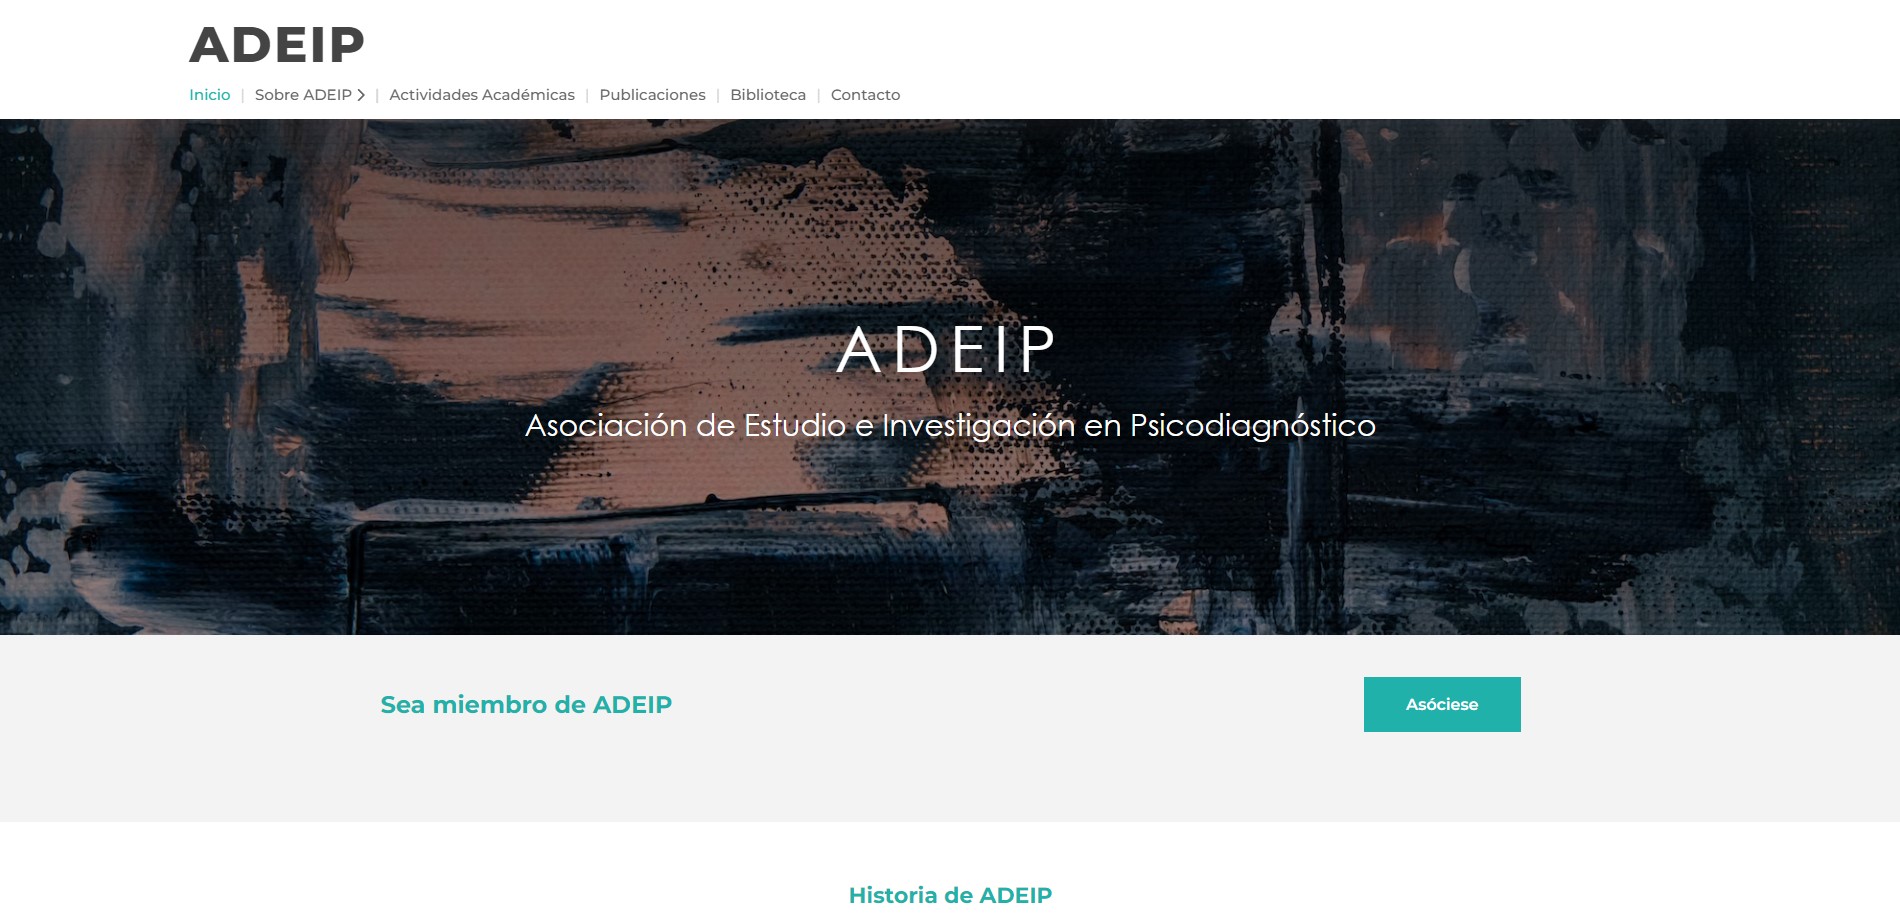 ADEIP
Inicio | Sobre ADEIP | Actividades Académicas | Publicaciones | Biblioteca | Contacto
ADEIP
Asociación de Estudio e Investigación en Psicodiagnóstico
Sea miembro de ADEIP
Asóciese
Historia de ADEIP